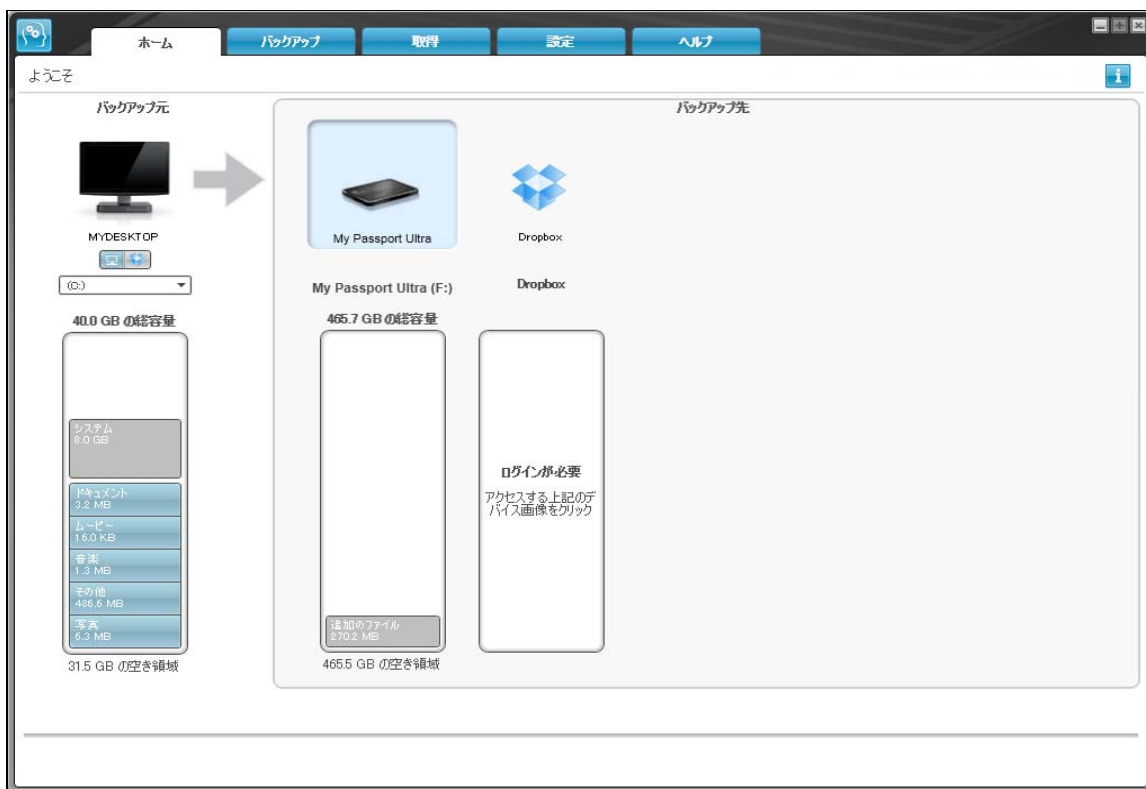 ホーム
バックアップ
取得
設定
ヘルプ
ようこそ
i
バックアップ元
バックアップ先
MYDESKTOP
My Passport Ultra
Dropbox
(C:)
My Passport Ultra (F:)
Dropbox
40.0 GB の総容量
465.7 GB の総容量
システム
8.0 GB
ドキュメント
3.2 MB
ムービー
16.0 KB
音楽
1.3 MB
その他
486.6 MB
写真
6.3 MB
31.5 GB の空き領域
追加のファイル
270.2 MB
465.5 GB の空き領域
ログインが必要
アクセスする上記のデ
バイス画像をクリック